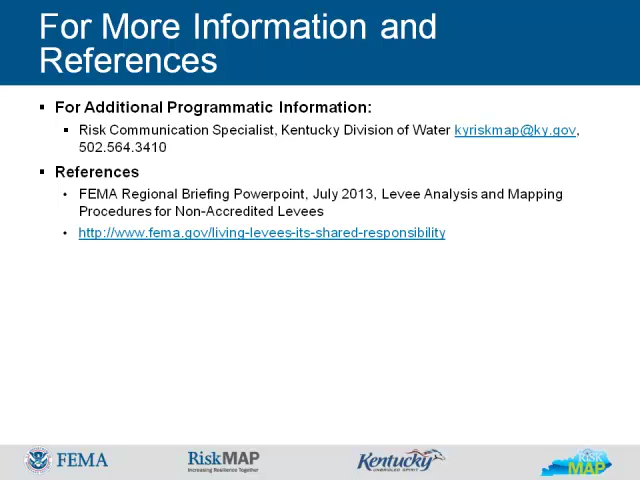 For More Information and
References
▪ For Additional Programmatic Information:
▪ Risk Communication Specialist, Kentucky Division of Water kyriskmap@ky.gov,
502.564.3410
▪ References
• FEMA Regional Briefing Powerpoint, July 2013, Levee Analysis and Mapping
Procedures for Non-Accredited Levees
• http://www.fema.gov/living-levees-its-shared-responsibility
FEMA
RiskMAP
Increasing Resilience Together
Kentucky
UNBRIDLED SPIRIT
RISK
MAP